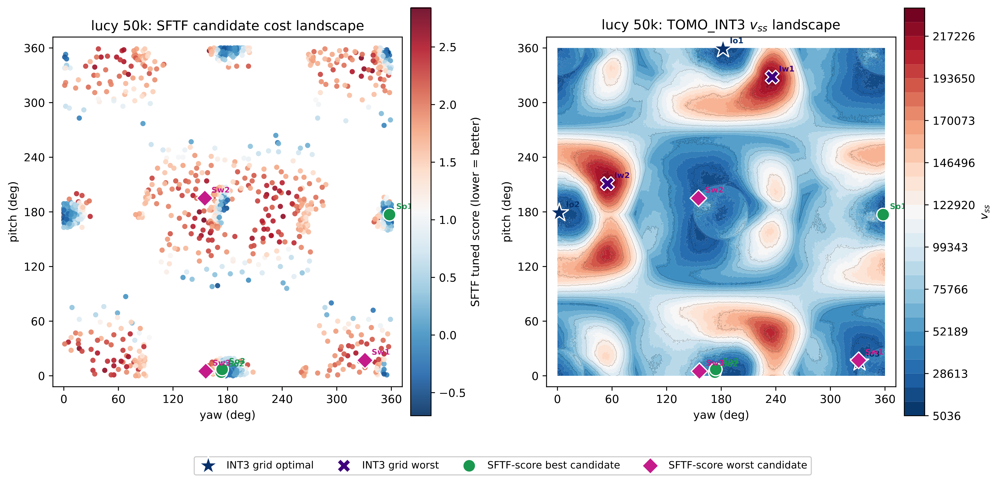 lucy 50k: SFTF candidate cost landscape
360
300
240
180
120
60
0
0
60
120
180
240
300
360
pitch (deg)
yaw (deg)
Sw2
So1
Sw1
Sw3
So3
So2
2.5
2.0
1.5
1.0
0.5
0.0
−0.5
SFTF tuned score (lower = better)
lucy 50k: TOMO_INT3 vss landscape
360
300
240
180
120
60
0
0
60
120
180
240
300
360
pitch (deg)
yaw (deg)
Io1
Iw1
Iw2
Sw2
Io2
So1
Sw1
Sw3
217226
193650
170073
146496
122920
99343
75766
52189
28613
5036
vss
INT3 grid optimal
INT3 grid worst
SFTF-score best candidate
SFTF-score worst candidate